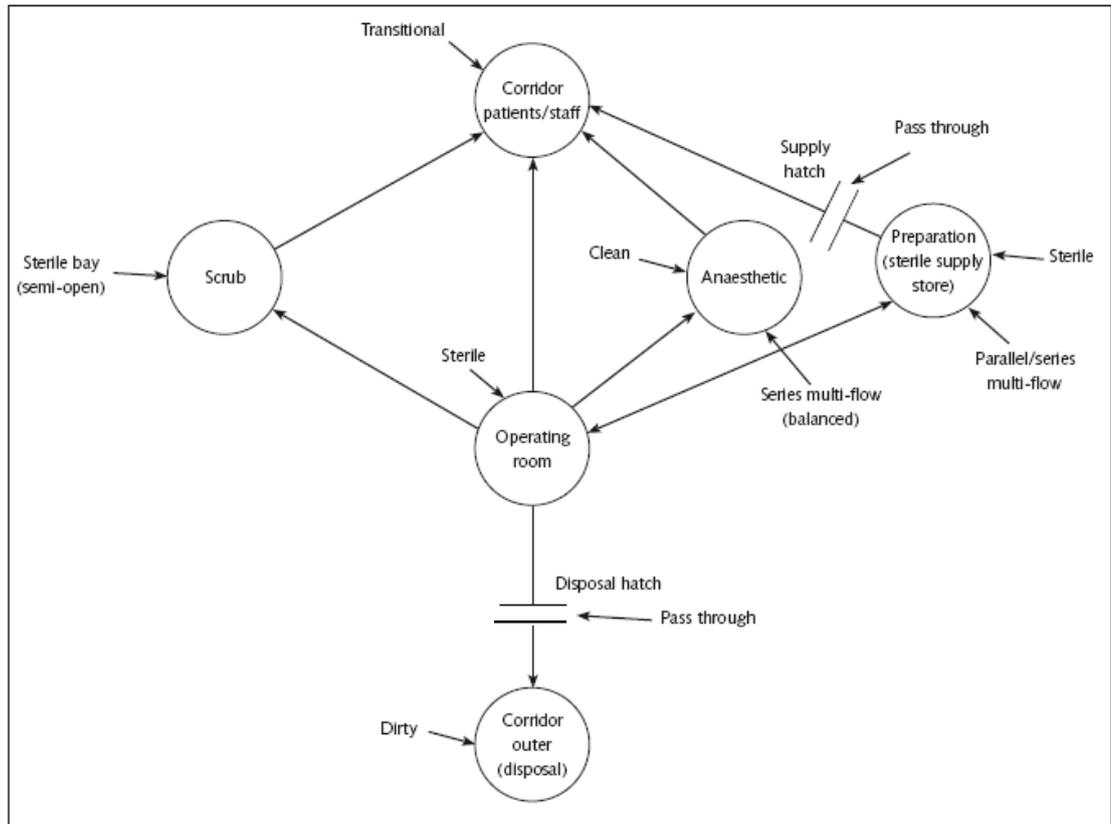 Transitional
Corridor
patients/staff
Pass through
Supply
hatch
Sterile bay
(semi-open)
Scrub
Clean
Anaesthetic
Preparation
(sterile supply
store)
Sterile
Sterile
Series multi-flow
(balanced)
Parallel/series
multi-flow
Operating
room
Disposal hatch
Pass through
Dirty
Corridor
outer
(disposal)